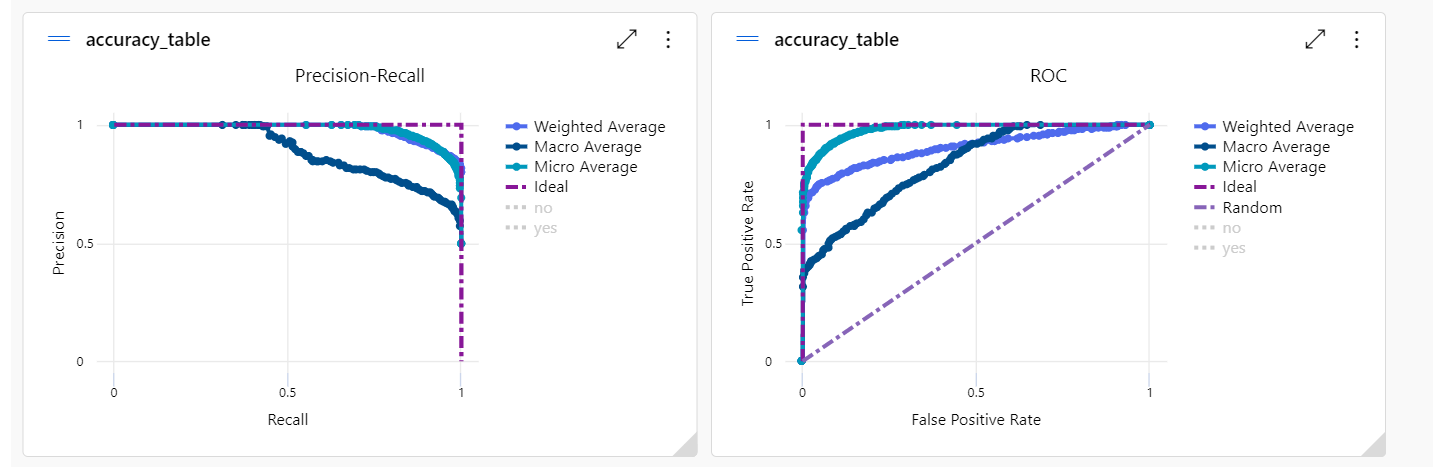 accuracy_table
Precision-Recall
1
0.5
0
Precision
0
0.5
1
Recall
Weighted Average
Macro Average
Micro Average
Ideal
no
yes
accuracy_table
ROC
1
0.5
0
True Positive Rate
0
0.5
1
False Positive Rate
Weighted Average
Macro Average
Micro Average
Ideal
Random
no
yes